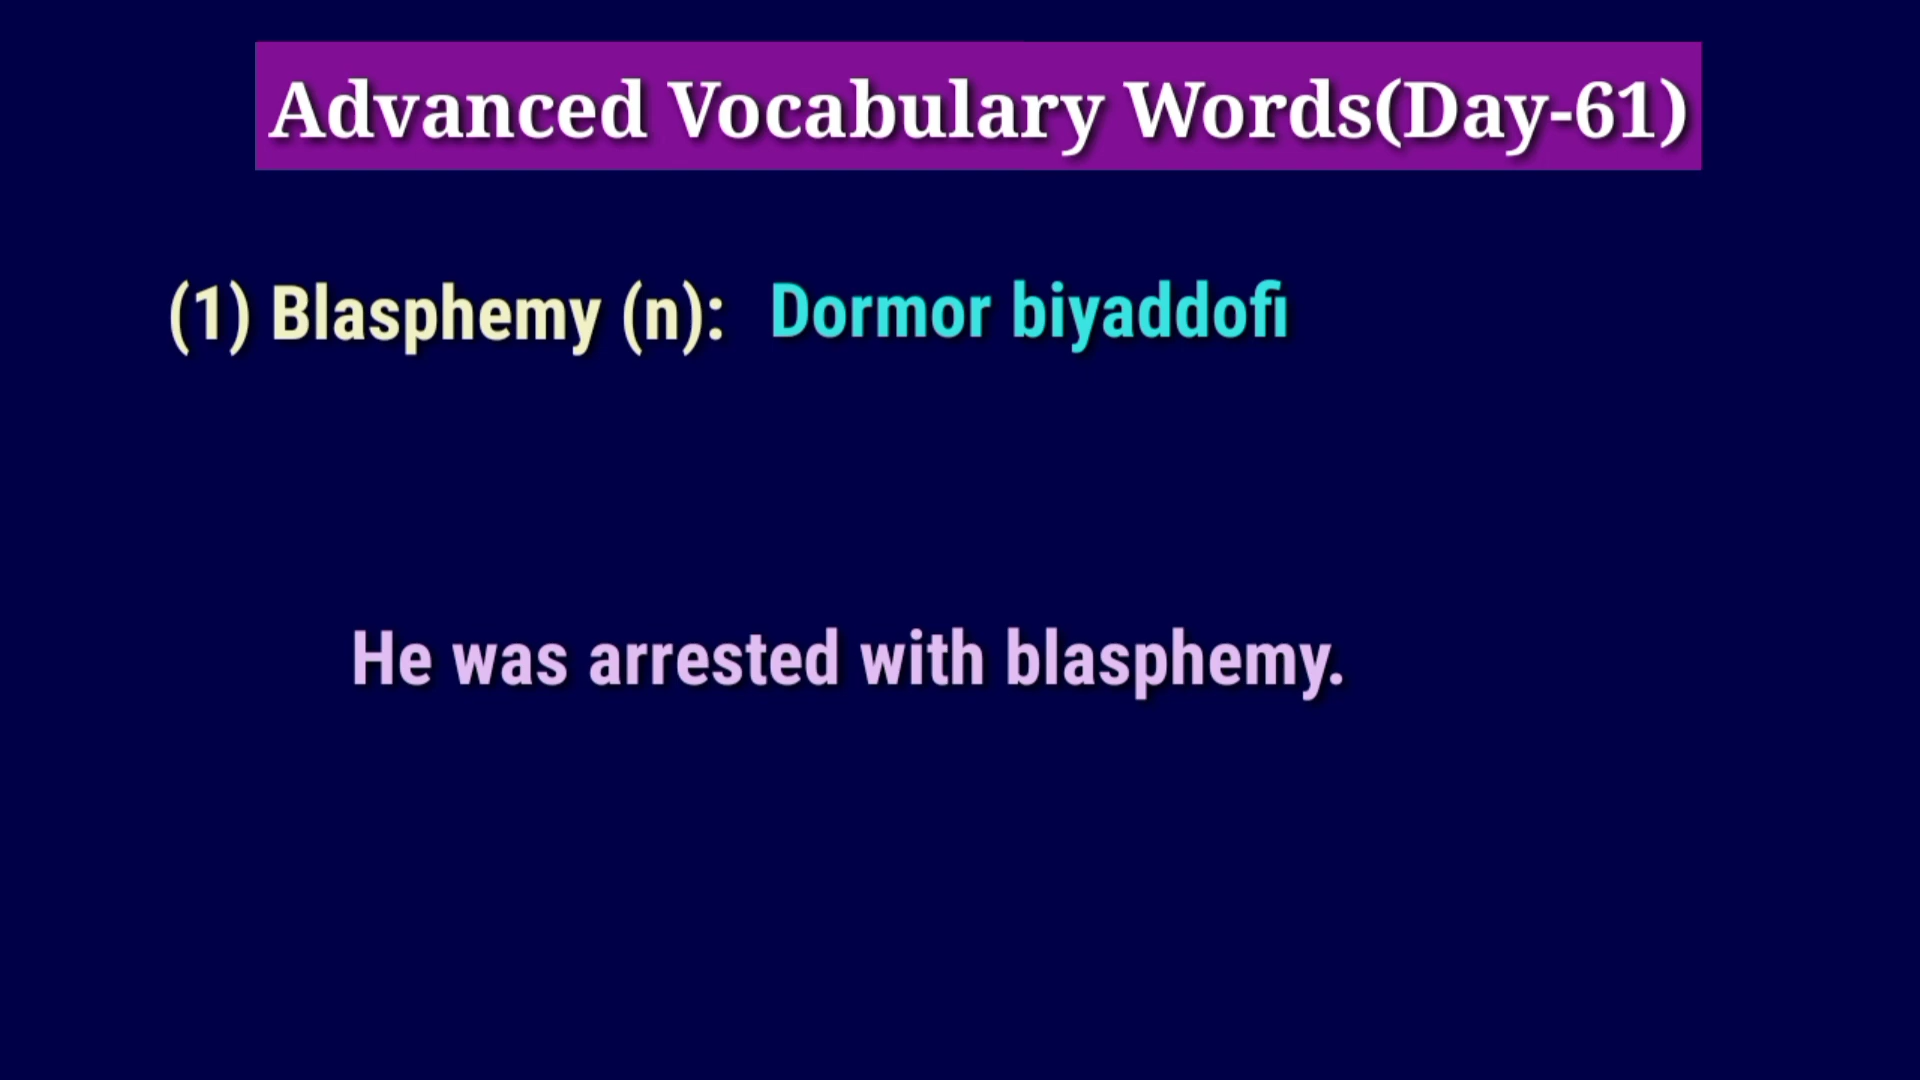 Advanced Vocabulary Words(Day-61)
(1) Blasphemy (n): Dormor biyaddofi
He was arrested with blasphemy.